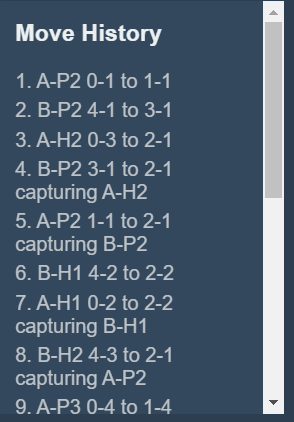 Move History
1. A-P2 0-1 to 1-1
2. B-P2 4-1 to 3-1
3. A-H2 0-3 to 2-1
4. B-P2 3-1 to 2-1
capturing A-H2
5. A-P2 1-1 to 2-1
capturing B-P2
6. B-H1 4-2 to 2-2
7. A-H1 0-2 to 2-2
capturing B-H1
8. B-H2 4-3 to 2-1
capturing A-P2
9. A-P3 0-4 to 1-4